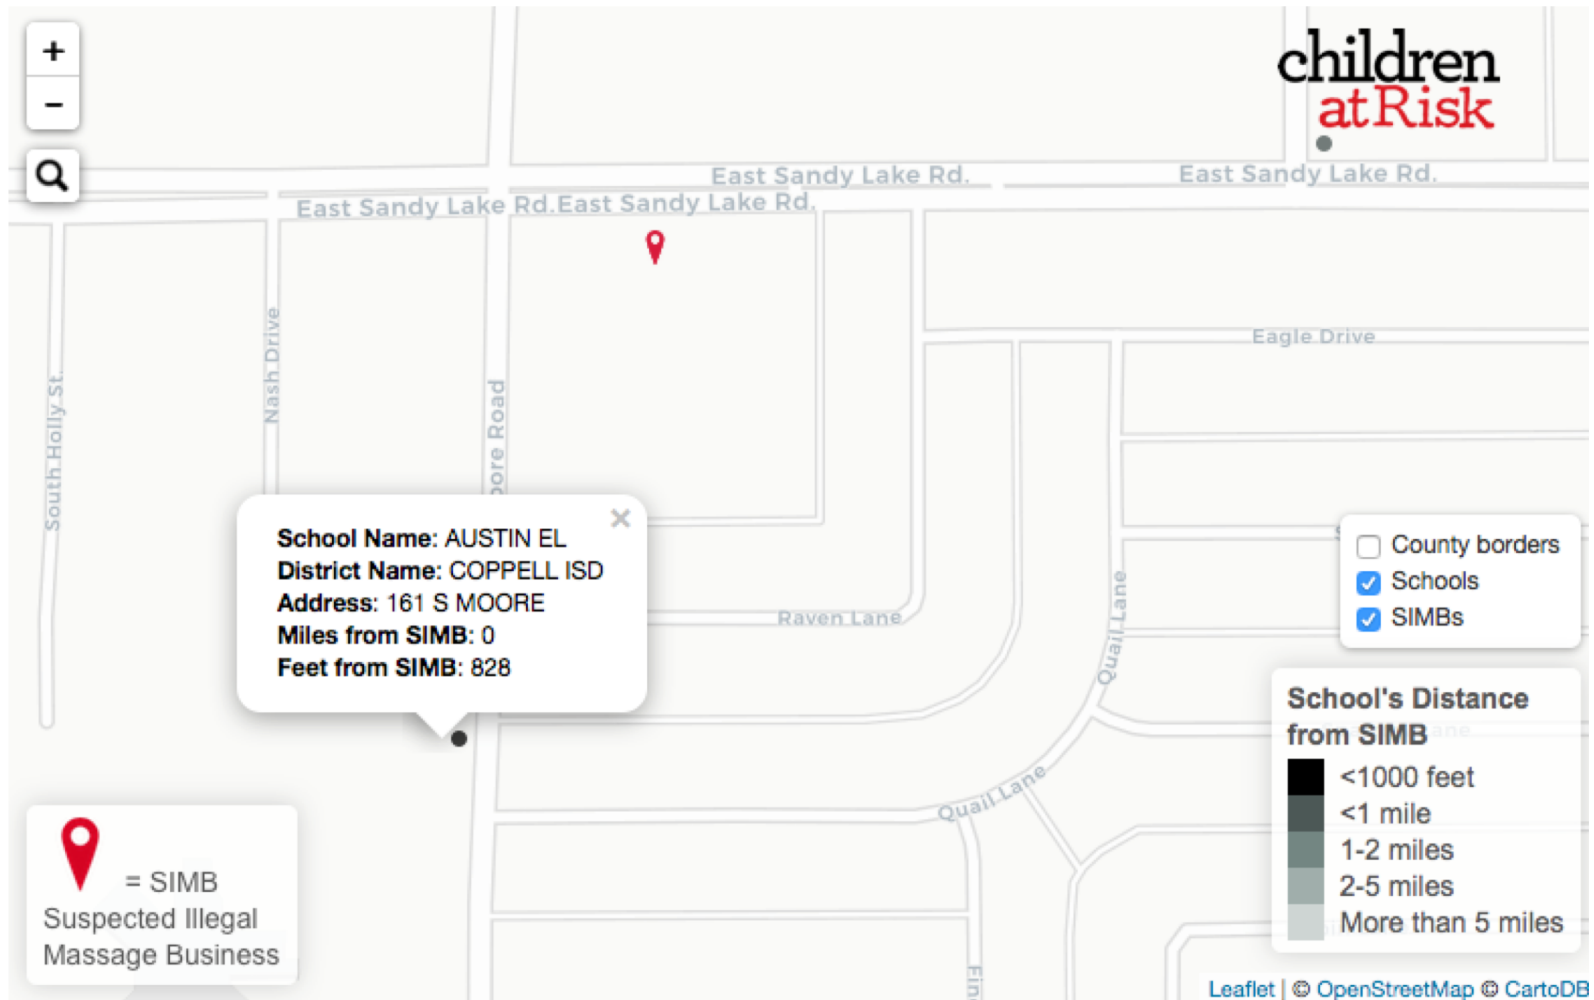 +
−
children
at Risk
East Sandy Lake Rd.
East Sandy Lake Rd.
East Sandy Lake Rd.
East Sandy Lake Rd.
Nash Drive
South Holly St.
Eagle Drive
School Name: AUSTIN EL
District Name: COPPELL ISD
Address: 161 S MOORE
Miles from SIMB: 0
Feet from SIMB: 828
×
Raven Lane
Quail Lane
Quail Lane
County borders
Schools
SIMBs
School's Distance
from SIMB
<1000 feet
<1 mile
1-2 miles
2-5 miles
More than 5 miles
= SIMB
Suspected Illegal
Massage Business
Leaflet | © OpenStreetMap © CartoDB